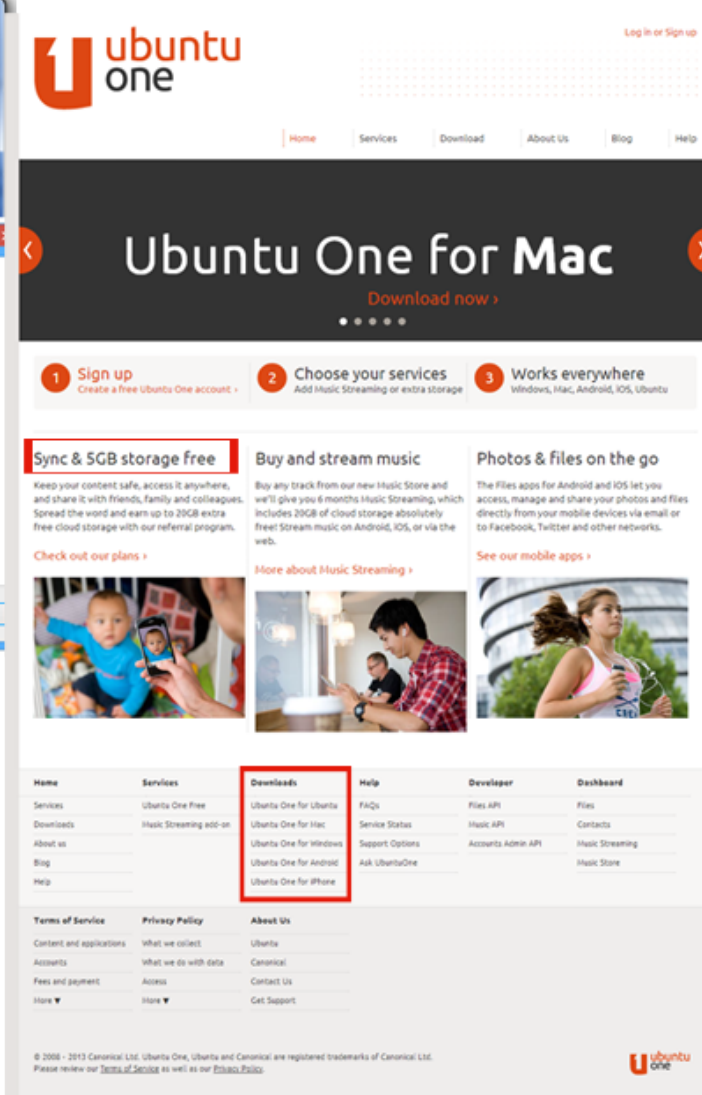 ubuntu
one
Log in or Sign up
Home Services Download About Us Blog Help
Ubuntu One for Mac
Download now ›
1 Sign up
Create a free Ubuntu One account ›
2 Choose your services
Add Music Streaming or extra storage
3 Works everywhere
Windows, Mac, Android, iOS, Ubuntu
Sync & 5GB storage free
Keep your content safe, access it anywhere,
and share it with friends, family and colleagues.
Spread the word and earn up to 20GB extra
free cloud storage with our referral program.
Check out our plans ›
Buy and stream music
Buy any track from our new Music Store and
we'll give you 6 months Music Streaming, which
includes 20GB of cloud storage absolutely
free! Stream music on Android, iOS, or via the
web.
More about Music Streaming ›
Photos & files on the go
The Files apps for Android and iOS let you
access, manage and share your photos and files
directly from your mobile devices via email or
to Facebook, Twitter and other networks.
See our mobile apps ›
Home
Services
Downloads
About us
Blog
Help
Services
Ubuntu One Free
Music Streaming add-on
Downloads
Ubuntu One for Ubuntu
Ubuntu One for Mac
Ubuntu One for Windows
Ubuntu One for Android
Ubuntu One for iPhone
Help
FAQs
Service Status
Support Options
Ask UbuntuOne
Developer
Files API
Music API
Accounts Admin API
Dashboard
Files
Contacts
Music Streaming
Music Store
Terms of Service
Content and applications
Accounts
Fees and payment
More ▼
Privacy Policy
What we collect
What we do with data
Access
More ▼
About Us
Ubuntu
Canonical
Contact Us
Get Support
© 2008 - 2013 Canonical Ltd. Ubuntu One, Ubuntu and Canonical are registered trademarks of Canonical Ltd.
Please review our Terms of Service as well as our Privacy Policy.
ubuntu
one